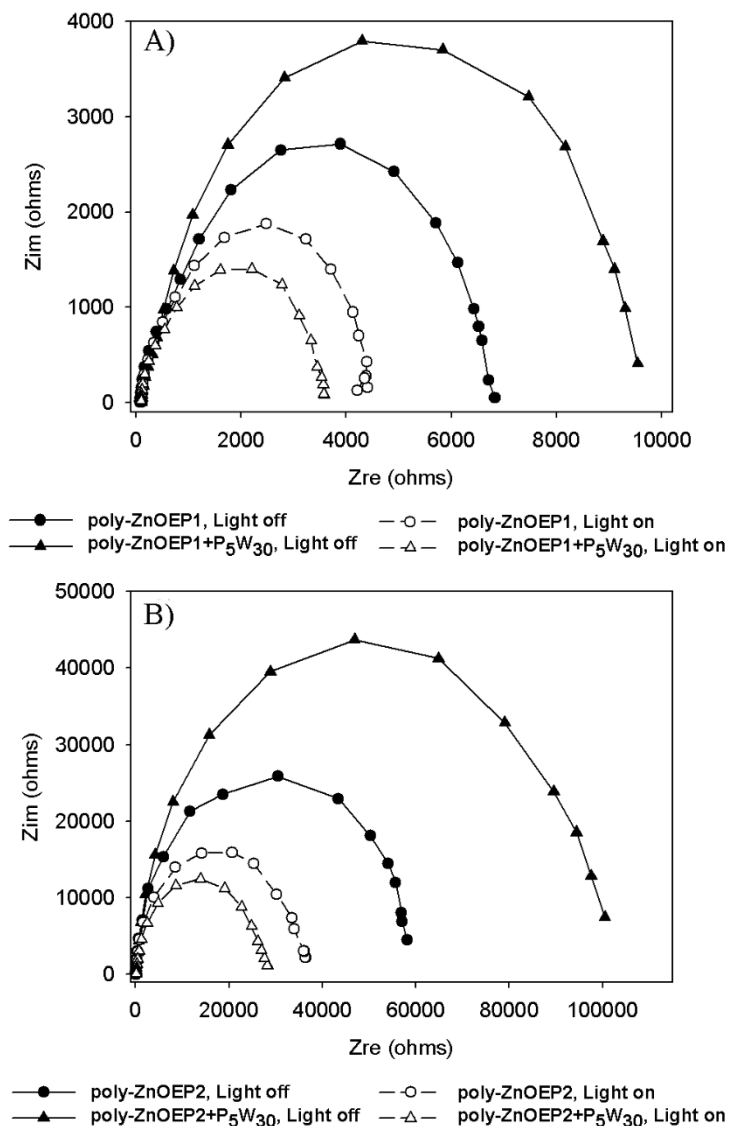 A)
4000
3000
2000
1000
0
Zim (ohms)
0 2000 4000 6000 8000 10000
Zre (ohms)
poly-ZnOEP1, Light off poly-ZnOEP1, Light on
poly-ZnOEP1+P5W30, Light off poly-ZnOEP1+P5W30, Light on
B)
50000
40000
30000
20000
10000
0
Zim (ohms)
0 20000 40000 60000 80000 100000
Zre (ohms)
poly-ZnOEP2, Light off poly-ZnOEP2, Light on
poly-ZnOEP2+P5W30, Light off poly-ZnOEP2+P5W30, Light on